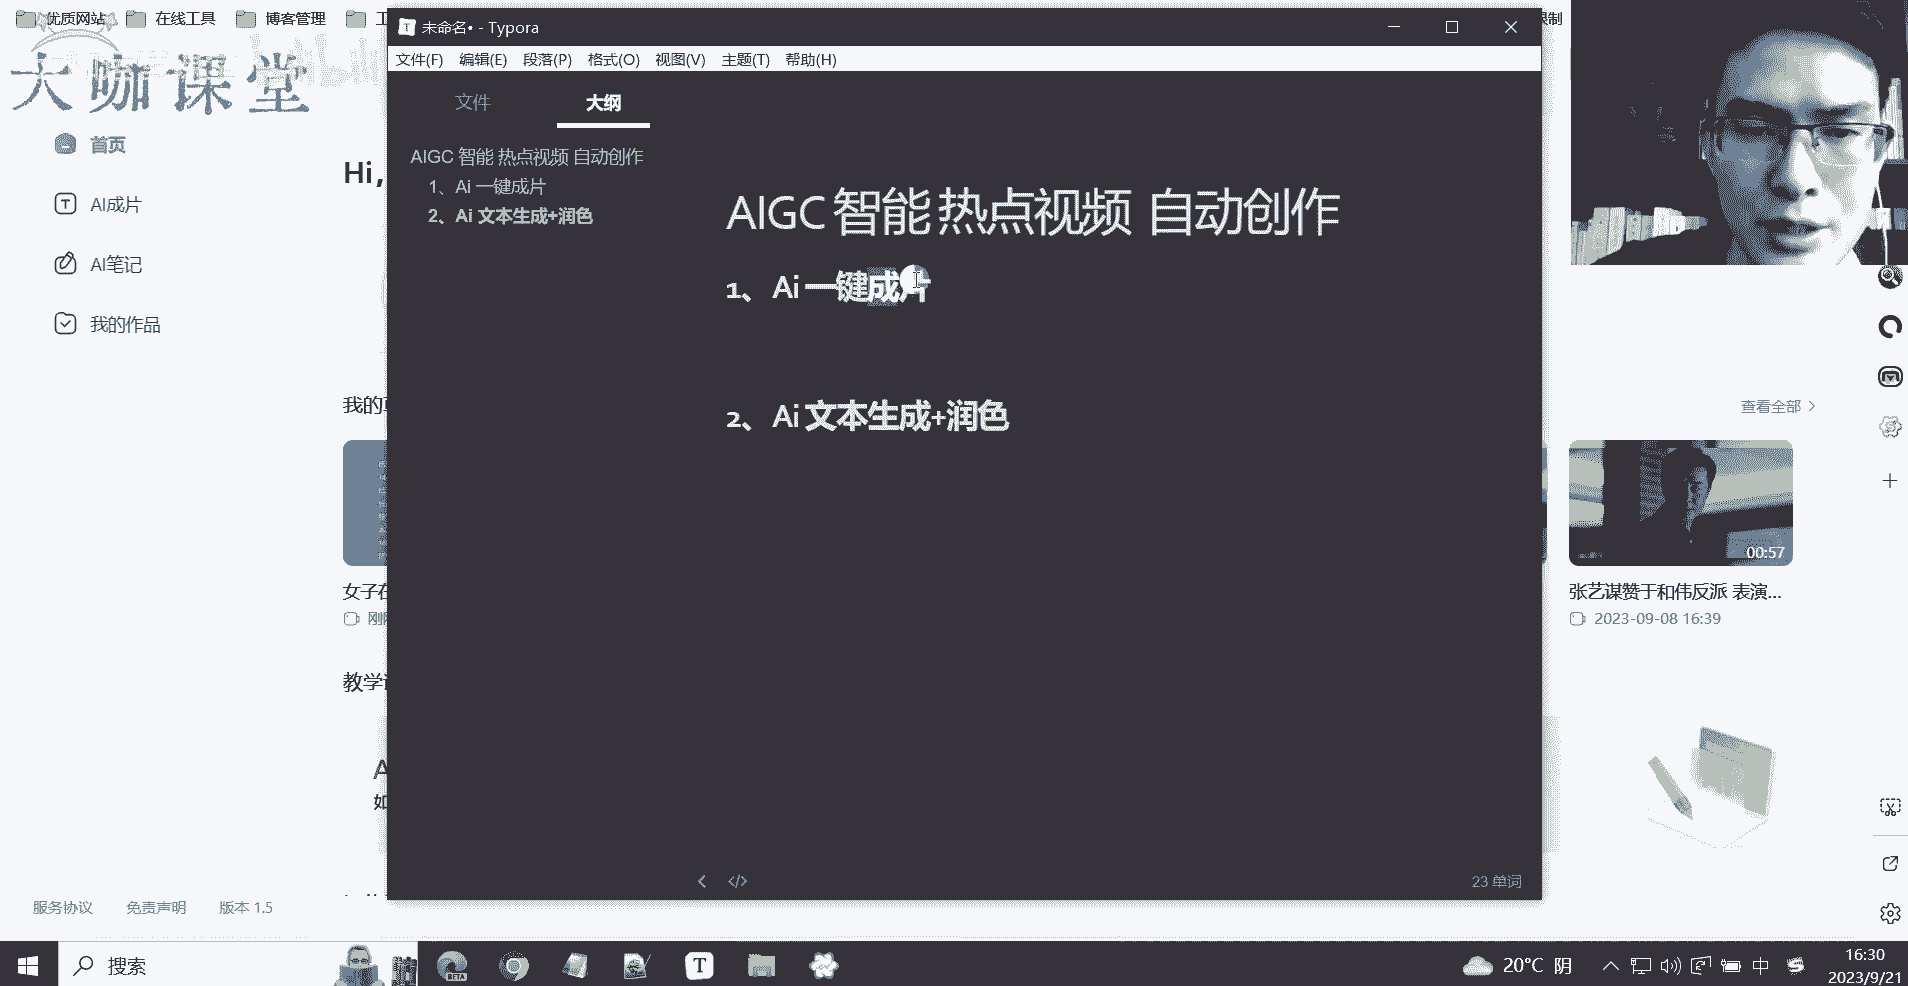 优质网站
在线工具
博客管理
限制
大咖课堂
首页
AI成片
AI笔记
我的作品
Hi,
未命名• - Typora
文件(F) 编辑(E) 段落(P) 格式(O) 视图(V) 主题(T) 帮助(H)
文件
大纲
AIGC 智能 热点视频 自动创作
1、Ai 一键成片
2、Ai 文本生成+润色
AIGC 智能 热点视频 自动创作
1、 Ai 一键成片
2、 Ai 文本生成+润色
23 单词
查看全部 >
00:57
张艺谋赞于和伟反派 表演...
2023-09-08 16:39
我的
女子在
教学
服务协议 免责声明 版本 1.5
搜索
BETA
T
20°C 阴
中
16:30
2023/9/21